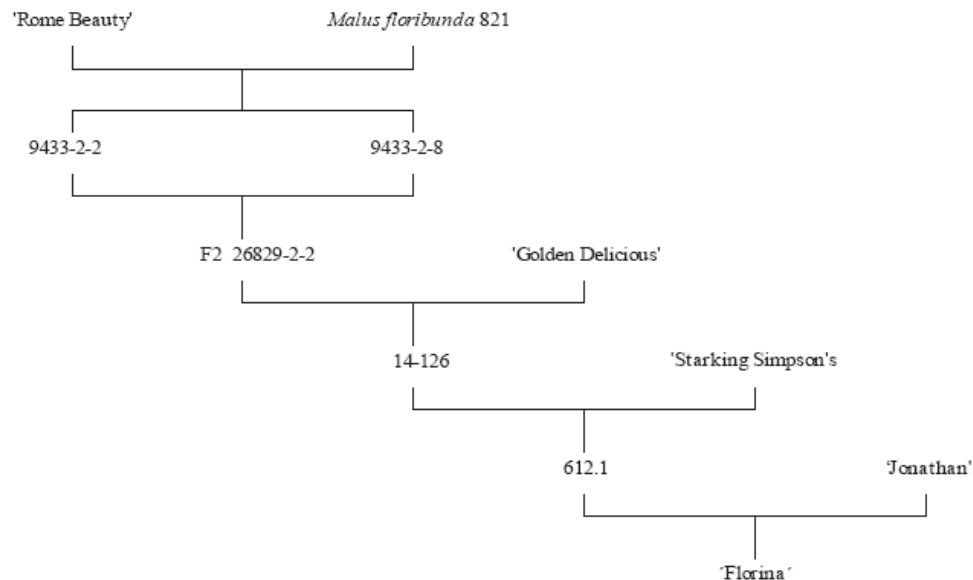 'Rome Beauty' Malus floribunda 821
9433-2-2 9433-2-8
F2 26829-2-2 'Golden Delicious'
14-126 'Starking Simpson's
612.1 'Jonathan'
´Florina´